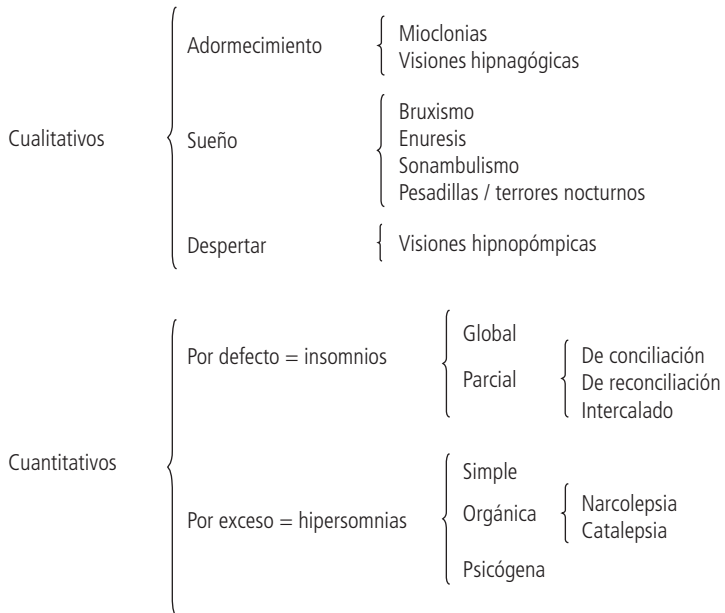 Cualitativos
Adormecimiento
Mioclonias
Visiones hipnagógicas
Sueño
Bruxismo
Enuresis
Sonambulismo
Pesadillas / terrores nocturnos
Despertar
Visiones hipnopómpicas
Cuantitativos
Por defecto = insomnios
Global
Parcial
De conciliación
De reconciliación
Intercalado
Por exceso = hipersomnias
Simple
Orgánica
Narcolepsia
Catalepsia
Psicógena